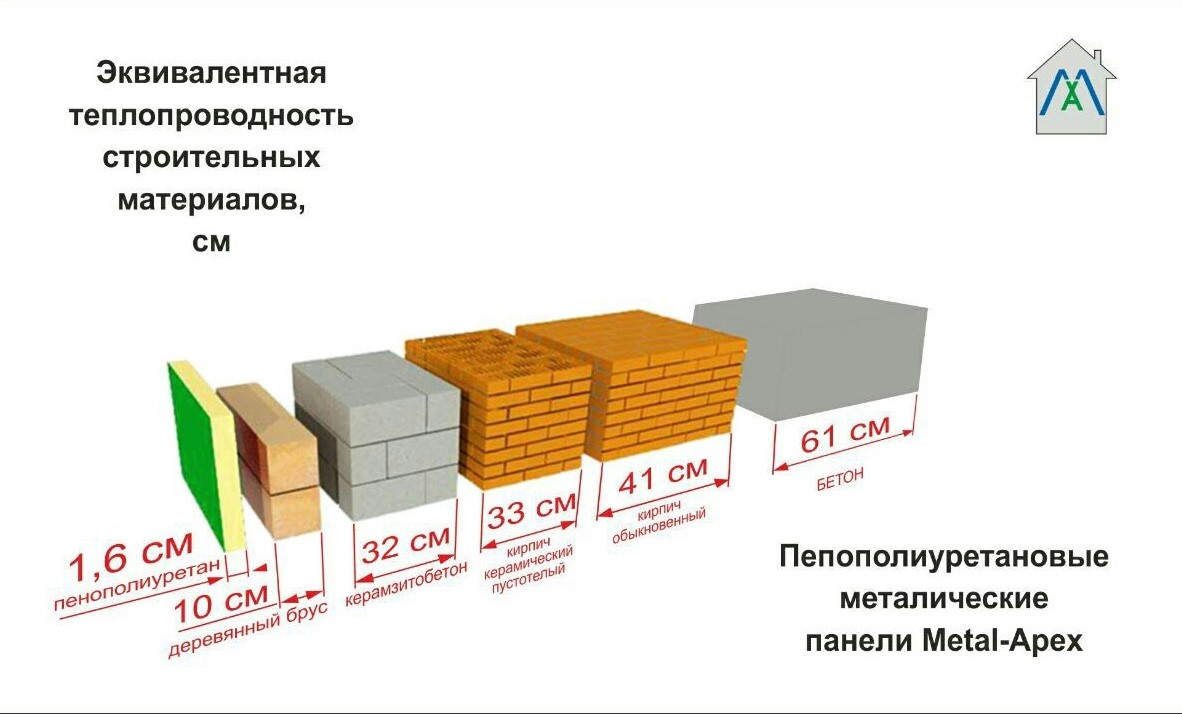 Эквивалентная
теплопроводность
строительных
материалов,
см
1,6 см
пенополиуретан
10 см
деревянный брус
32 см
керамзитобетон
33 см
кирпич
керамический
пустотелый
41 см
кирпич
обыкновенный
61 см
БЕТОН
Пепополиуретановые
металические
панели Metal-Apex